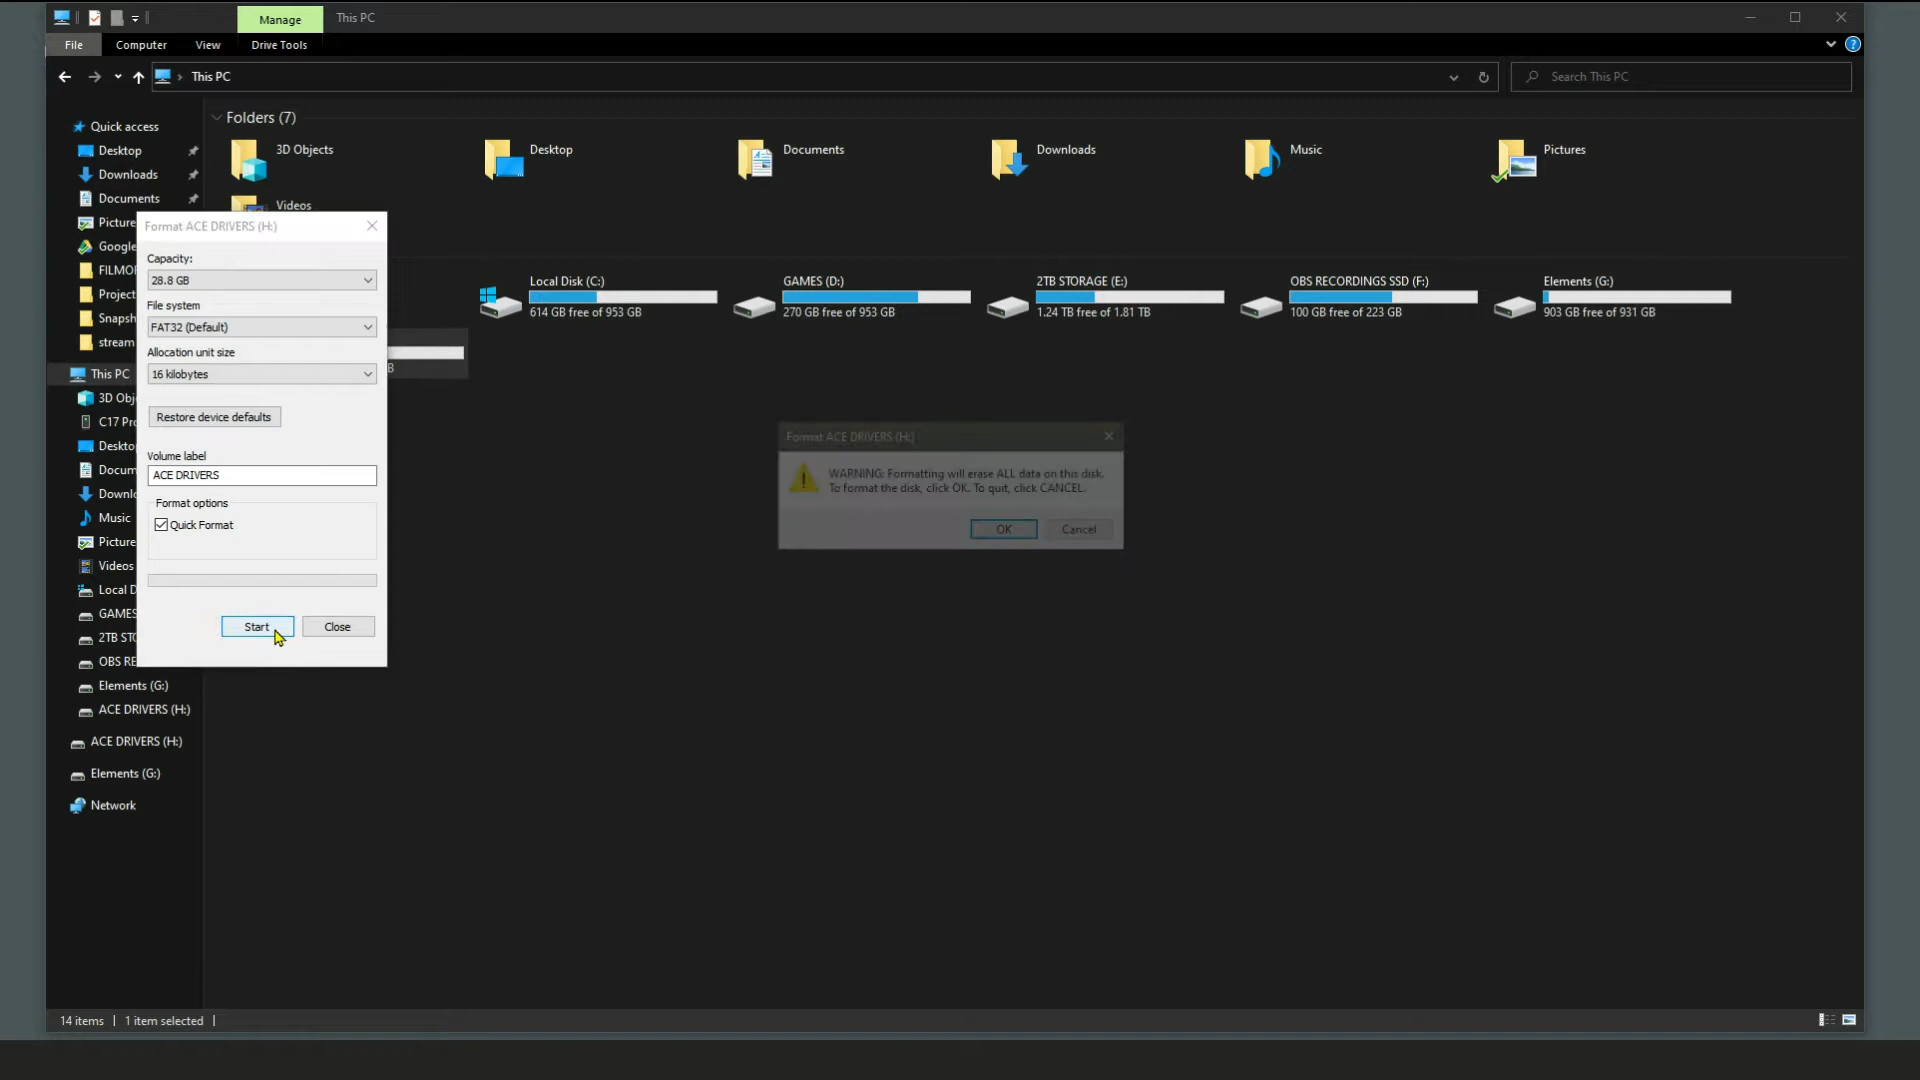 Manage
This PC
File
Computer
View
Drive Tools
This PC
Search This PC
Quick access
Desktop
Downloads
Documents
Picture
Google
FILMO
Project
Snapsh
stream
This PC
3D Obj
C17 Pro
Deskto
Docum
Downlo
Music
Picture
Videos
Local D
GAMES
2TB STO
OBS RE
Elements (G:)
ACE DRIVERS (H:)
ACE DRIVERS (H:)
Elements (G:)
Network
Folders (7)
3D Objects
Desktop
Documents
Downloads
Music
Pictures
Videos
Local Disk (C:)
614 GB free of 953 GB
GAMES (D:)
270 GB free of 953 GB
2TB STORAGE (E:)
1.24 TB free of 1.81 TB
OBS RECORDINGS SSD (F:)
100 GB free of 223 GB
Elements (G:)
903 GB free of 931 GB
B
Format ACE DRIVERS (H:)
Capacity:
28.8 GB
File system
FAT32 (Default)
Allocation unit size
16 kilobytes
Restore device defaults
Volume label
ACE DRIVERS
Format options
Quick Format
Start
Close
Format ACE DRIVERS (H:)
WARNING: Formatting will erase ALL data on this disk.
To format the disk, click OK. To quit, click CANCEL.
OK
Cancel
14 items
1 item selected